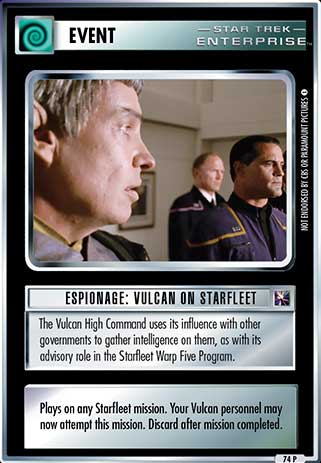 EVENT
STAR TREK
ENTERPRISE™
NOT ENDORSED BY CBS OR PARAMOUNT PICTURES
ESPIONAGE: VULCAN ON STARFLEET
The Vulcan High Command uses its influence with other
governments to gather intelligence on them, as with its
advisory role in the Starfleet Warp Five Program.
Plays on any Starfleet mission. Your Vulcan personnel may
now attempt this mission. Discard after mission completed.
74 P